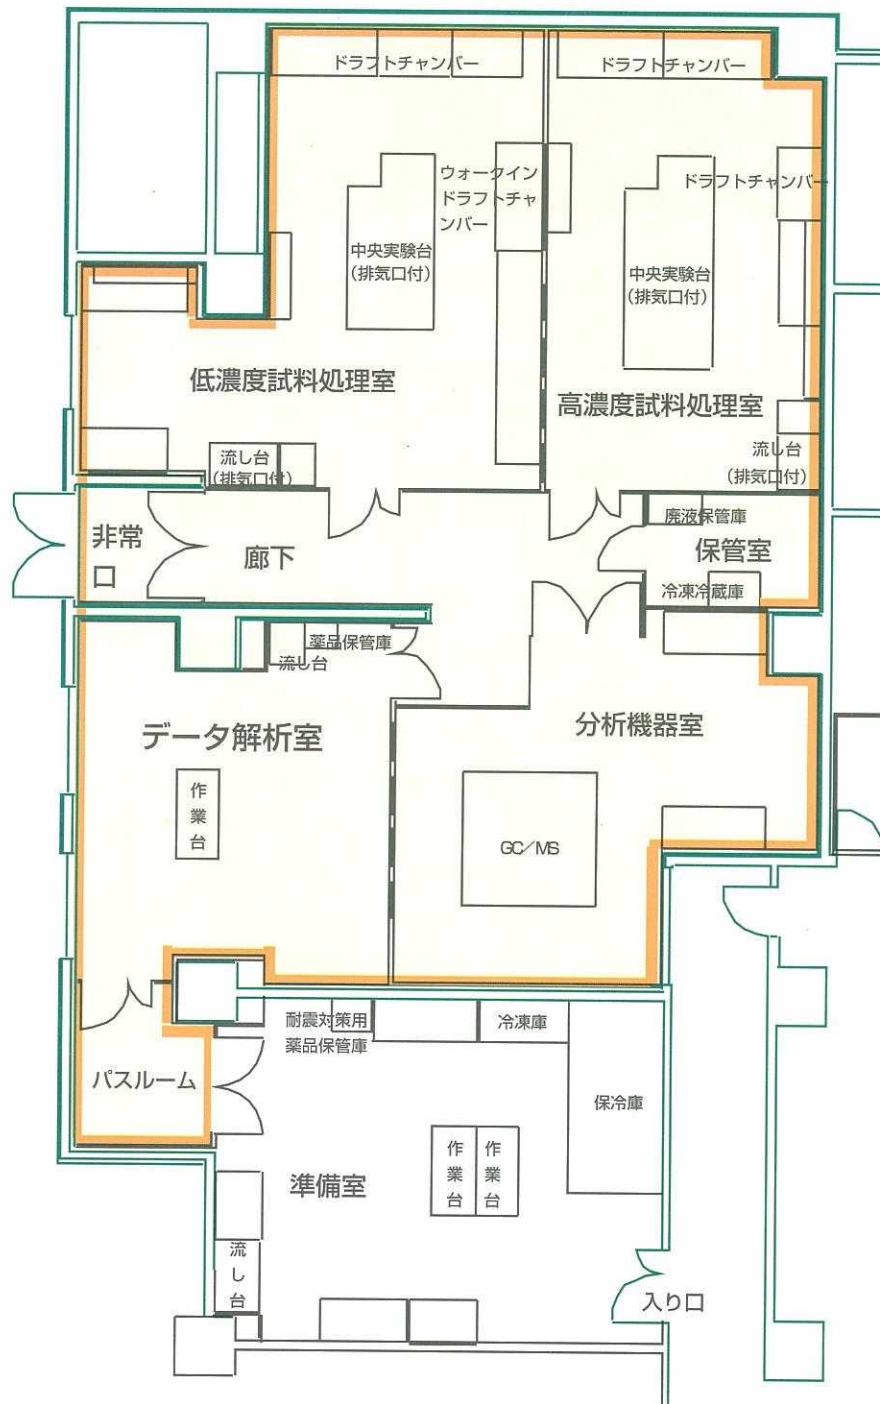 ドラフトチャンバー
ドラフトチャンバー
ウォークイン
ドラフトチャ
ンバー
ドラフトチャンバー
中央実験台
(排気口付)
中央実験台
(排気口付)
低濃度試料処理室
高濃度試料処理室
流し台
(排気口付)
流し台
(排気口付)
非常
口
廊下
廃液保管庫
保管室
冷凍冷蔵庫
薬品保管庫
流し台
データ解析室
分析機器室
作
業
台
GC/MS
耐震対策用
薬品保管庫
冷凍庫
パスルーム
保冷庫
準備室
作
業
台
作
業
台
流
し
台
入り口